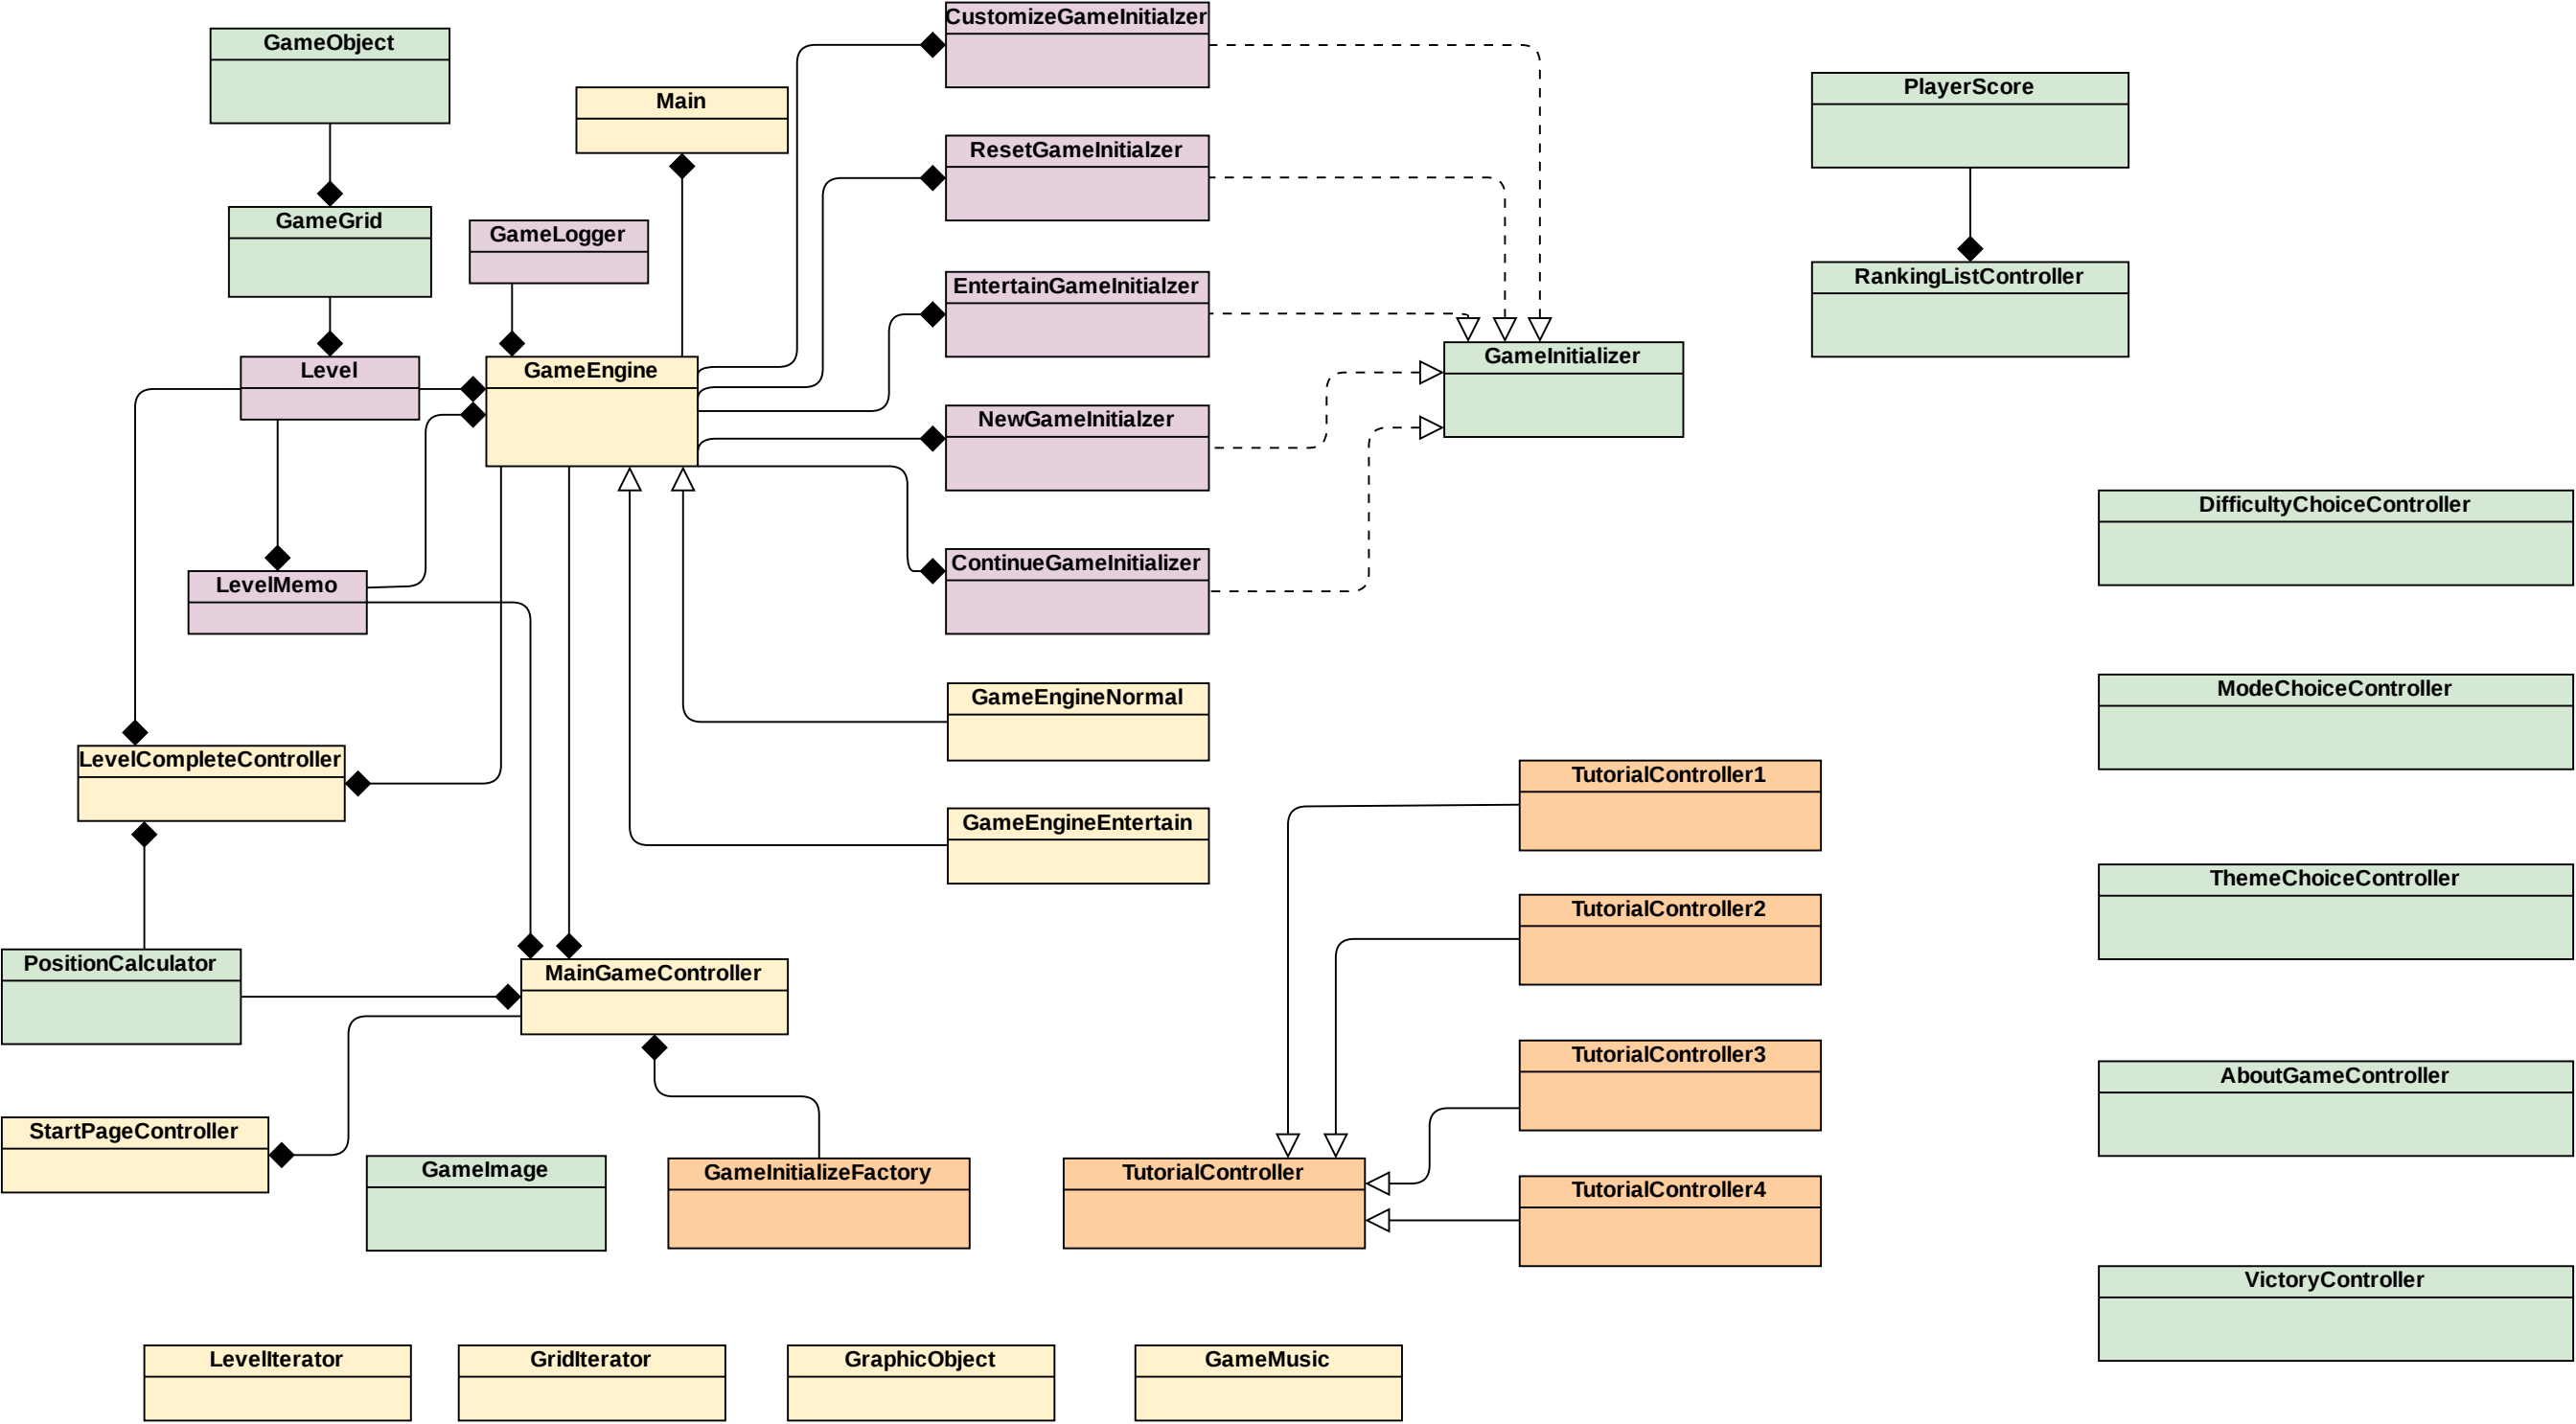 CustomizeGameInitialzer
GameObject
PlayerScore
Main
ResetGameInitialzer
GameGrid
GameLogger
RankingListController
EntertainGameInitialzer
GameInitializer
Level
GameEngine
NewGameInitialzer
DifficultyChoiceController
ContinueGameInitializer
LevelMemo
ModeChoiceController
GameEngineNormal
LevelCompleteController
TutorialController1
GameEngineEntertain
ThemeChoiceController
TutorialController2
PositionCalculator
MainGameController
TutorialController3
AboutGameController
StartPageController
GameImage
GameInitializeFactory
TutorialController
TutorialController4
VictoryController
LevelIterator
GridIterator
GraphicObject
GameMusic